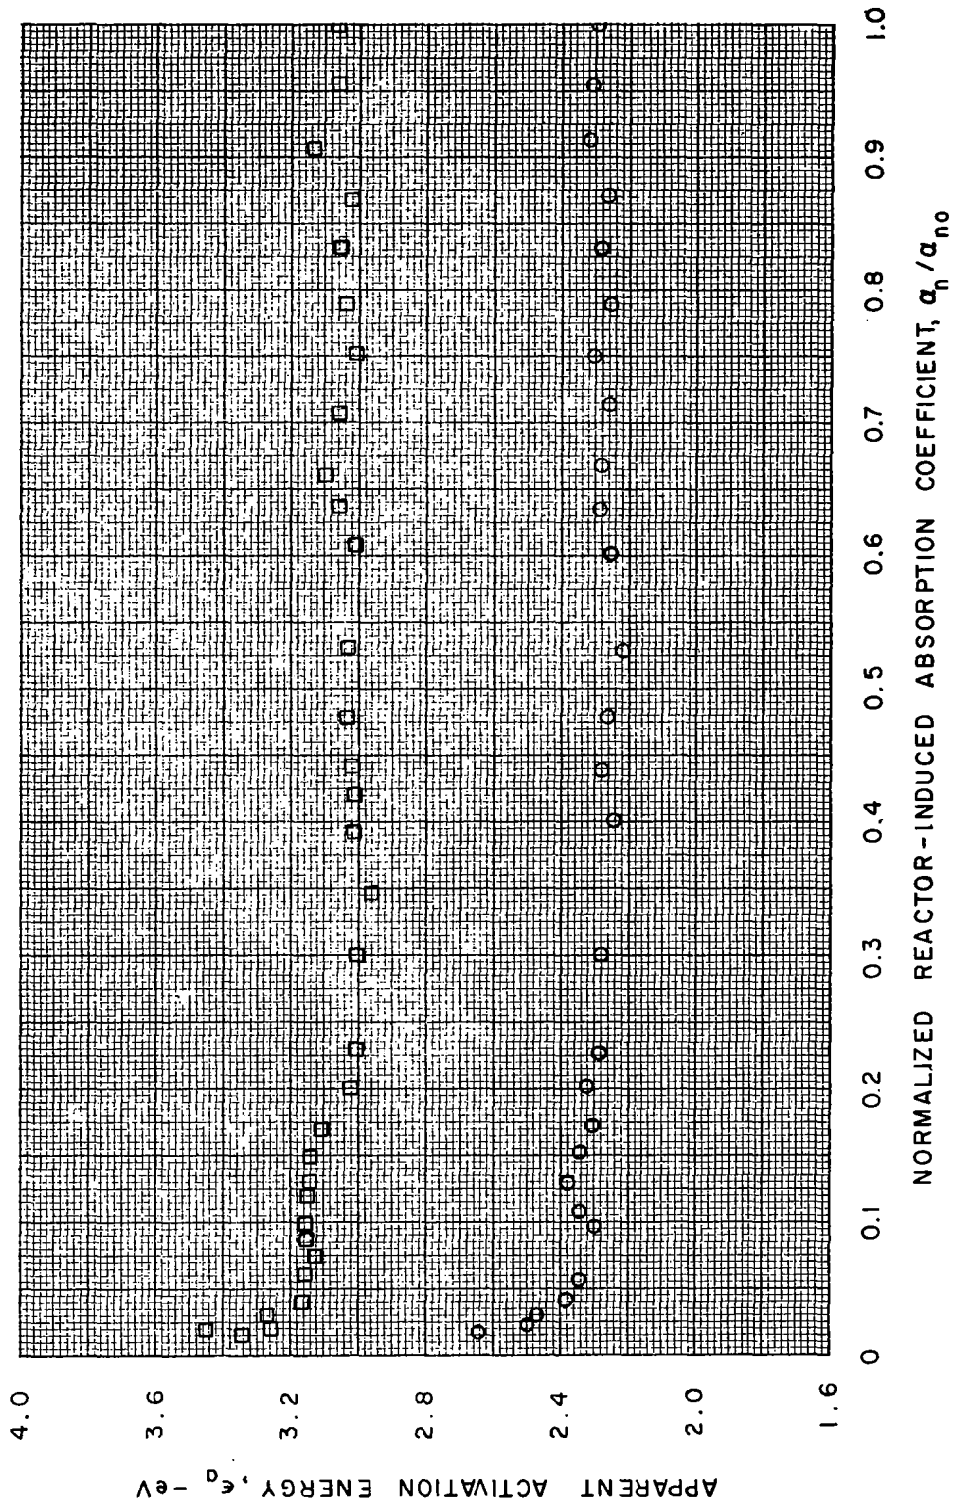 4.0
3.6
3.2
2.8
2.4
2.0
1.6
APPARENT ACTIVATION ENERGY, ϵa -eV
0 0.1 0.2 0.3 0.4 0.5 0.6 0.7 0.8 0.9 1.0
NORMALIZED REACTOR-INDUCED ABSORPTION COEFFICIENT, αn/αno